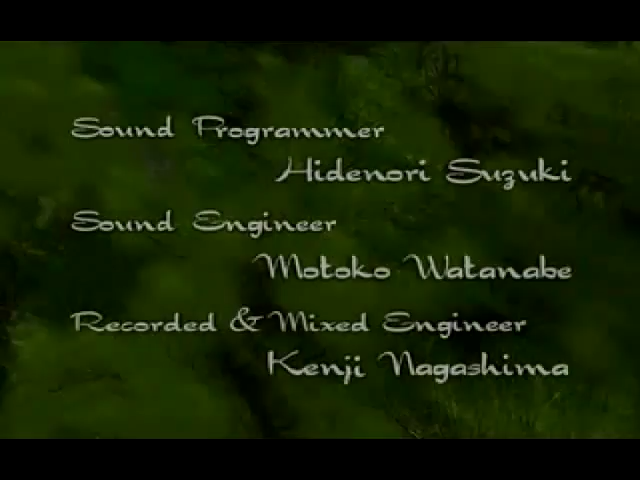 Sound Programmer
Hidenori Suzuki
Sound Engineer
Motoko Watanabe
Recorded & Mixed Engineer
Kenji Nagashima